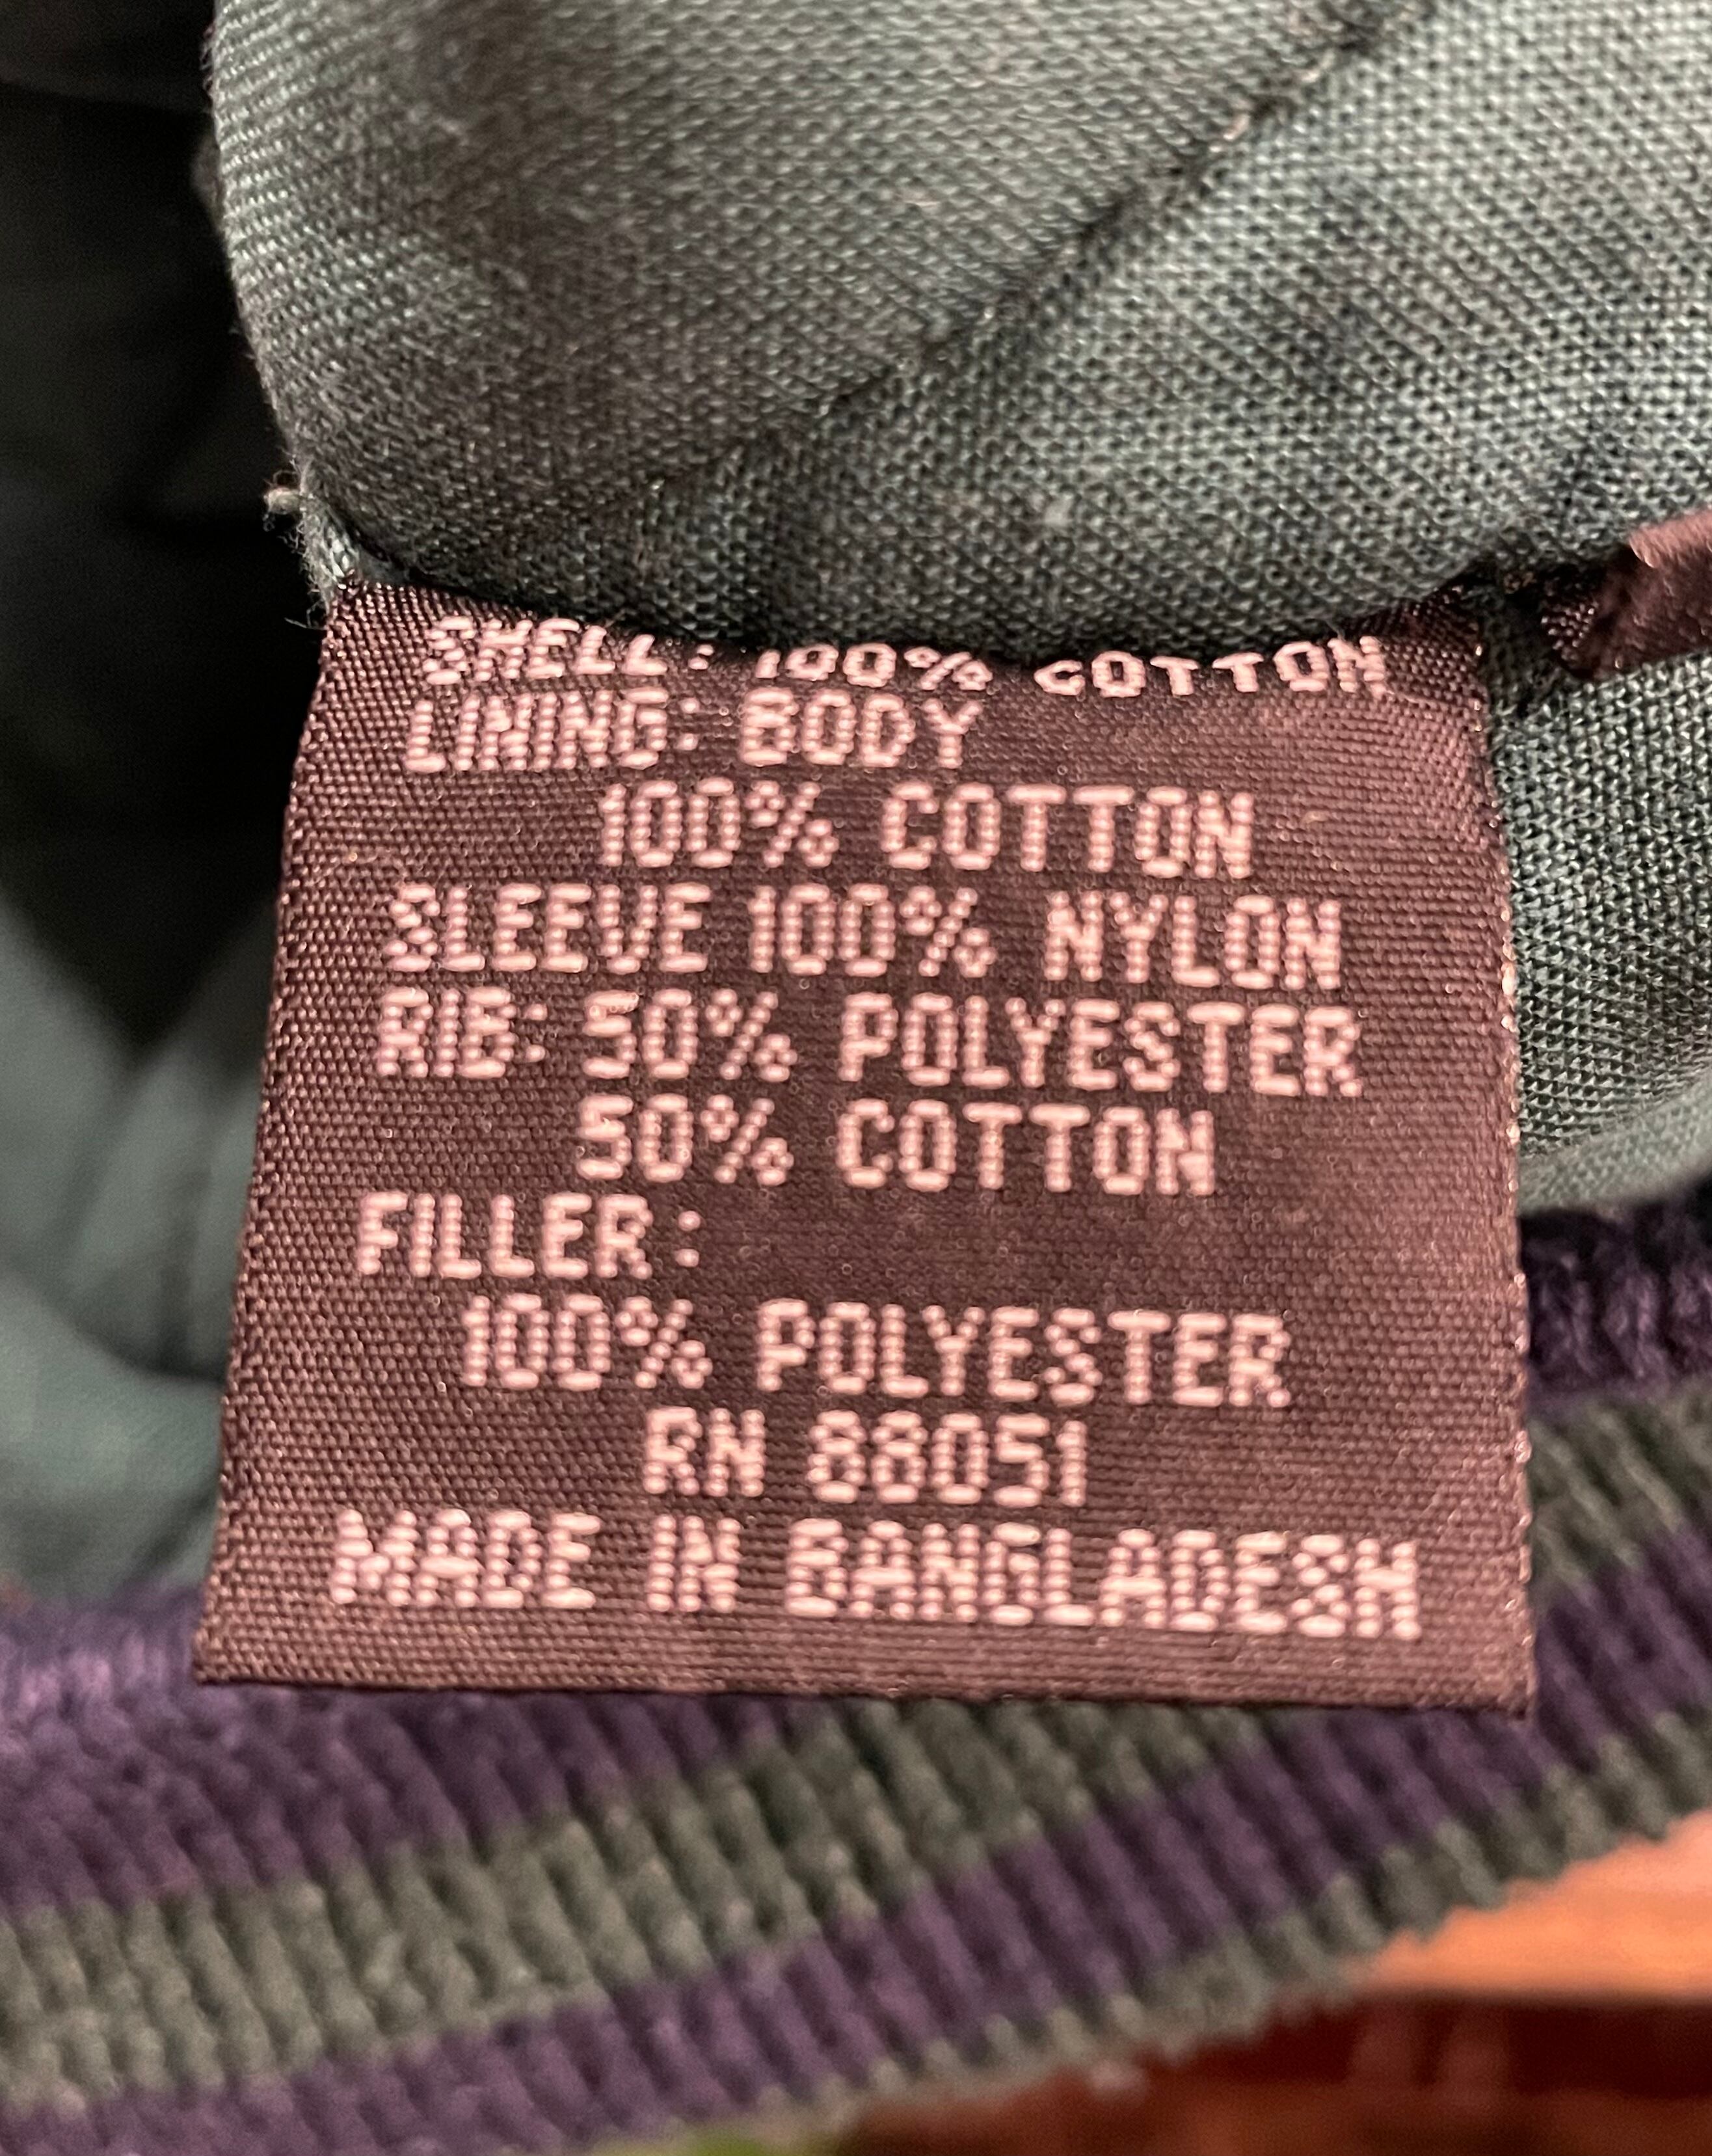 SHELL: 100% COTTON
LINING: BODY
100% COTTON
SLEEVE 100% NYLON
RIB: 50% POLYESTER
50% COTTON
FILLER:
100% POLYESTER
RN 88051
MADE IN BANGLADESH